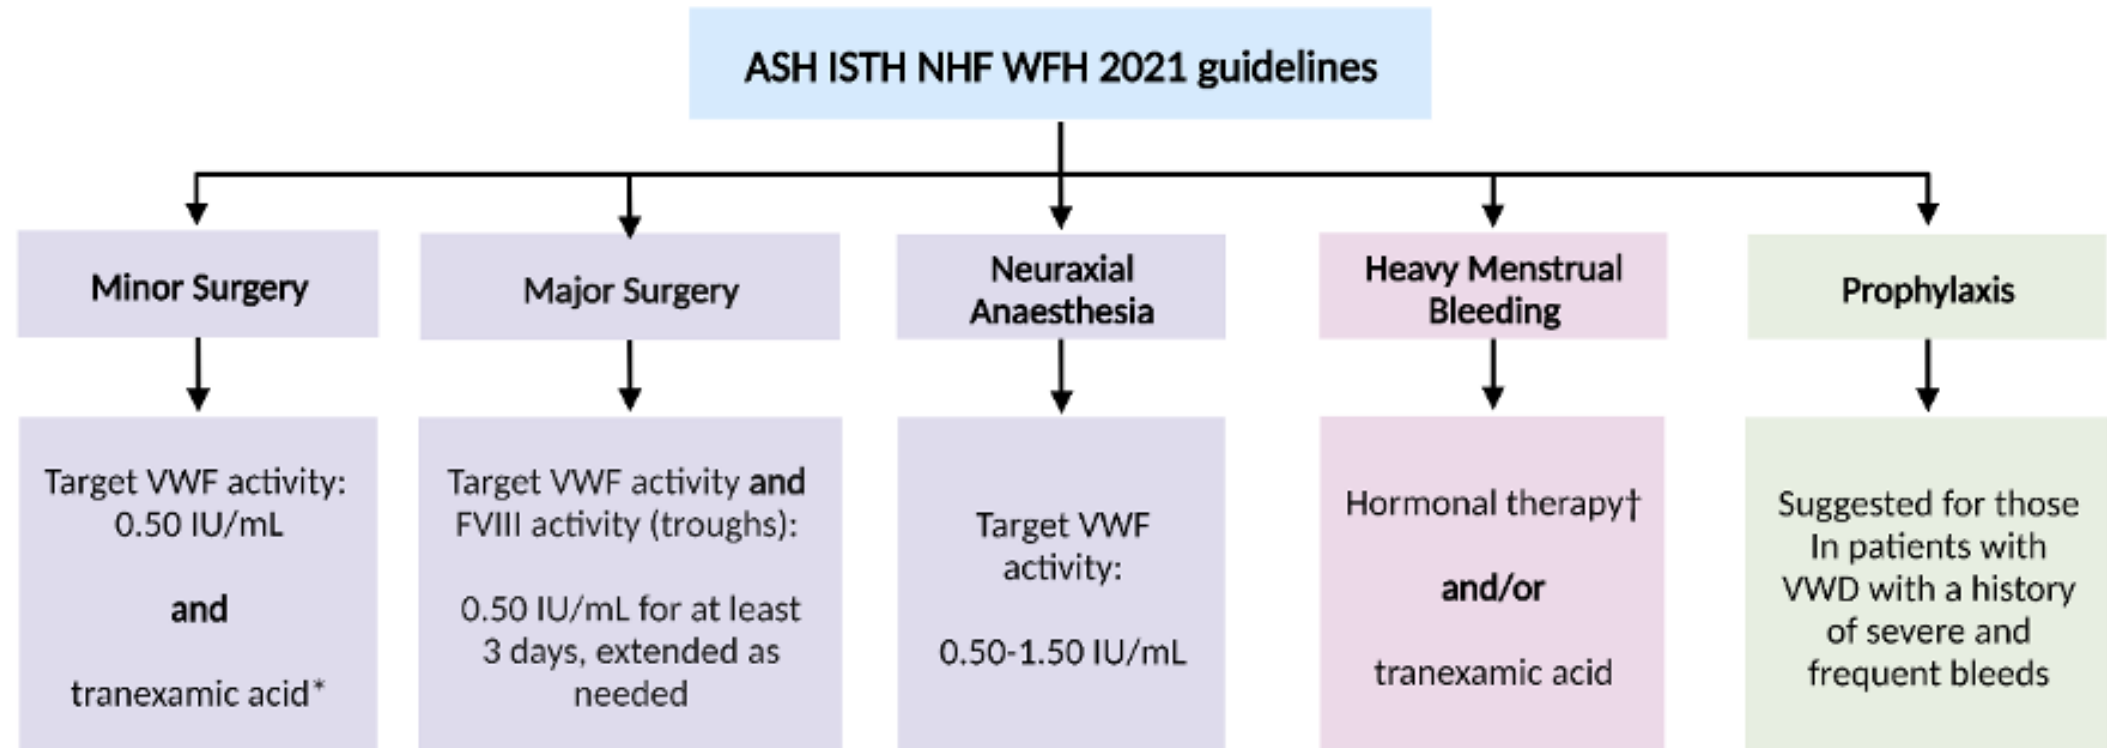 ASH ISTH NHF WFH 2021 guidelines
Minor Surgery
Target VWF activity:
0.50 IU/mL
and
tranexamic acid*
Major Surgery
Target VWF activity and
FVIII activity (troughs):
0.50 IU/mL for at least
3 days, extended as
needed
Neuraxial
Anaesthesia
Target VWF
activity:
0.50-1.50 IU/mL
Heavy Menstrual
Bleeding
Hormonal therapy†
and/or
tranexamic acid
Prophylaxis
Suggested for those
In patients with
VWD with a history
of severe and
frequent bleeds